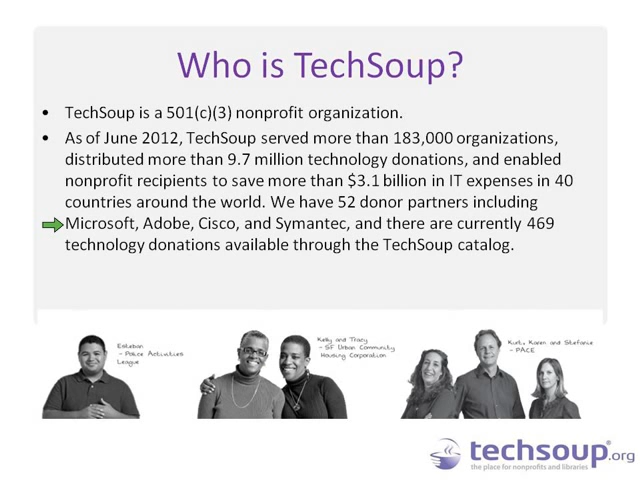 Who is TechSoup?
• TechSoup is a 501(c)(3) nonprofit organization.
• As of June 2012, TechSoup served more than 183,000 organizations,
distributed more than 9.7 million technology donations, and enabled
nonprofit recipients to save more than $3.1 billion in IT expenses in 40
countries around the world. We have 52 donor partners including
Microsoft, Adobe, Cisco, and Symantec, and there are currently 469
technology donations available through the TechSoup catalog.
Esteban
- Police Activities
League
Kelly and Tracy
- SF Urban Community
Housing Corporation
Kurt, Karen and Stefanie
- PACE
techsoup®.org
the place for nonprofits and libraries